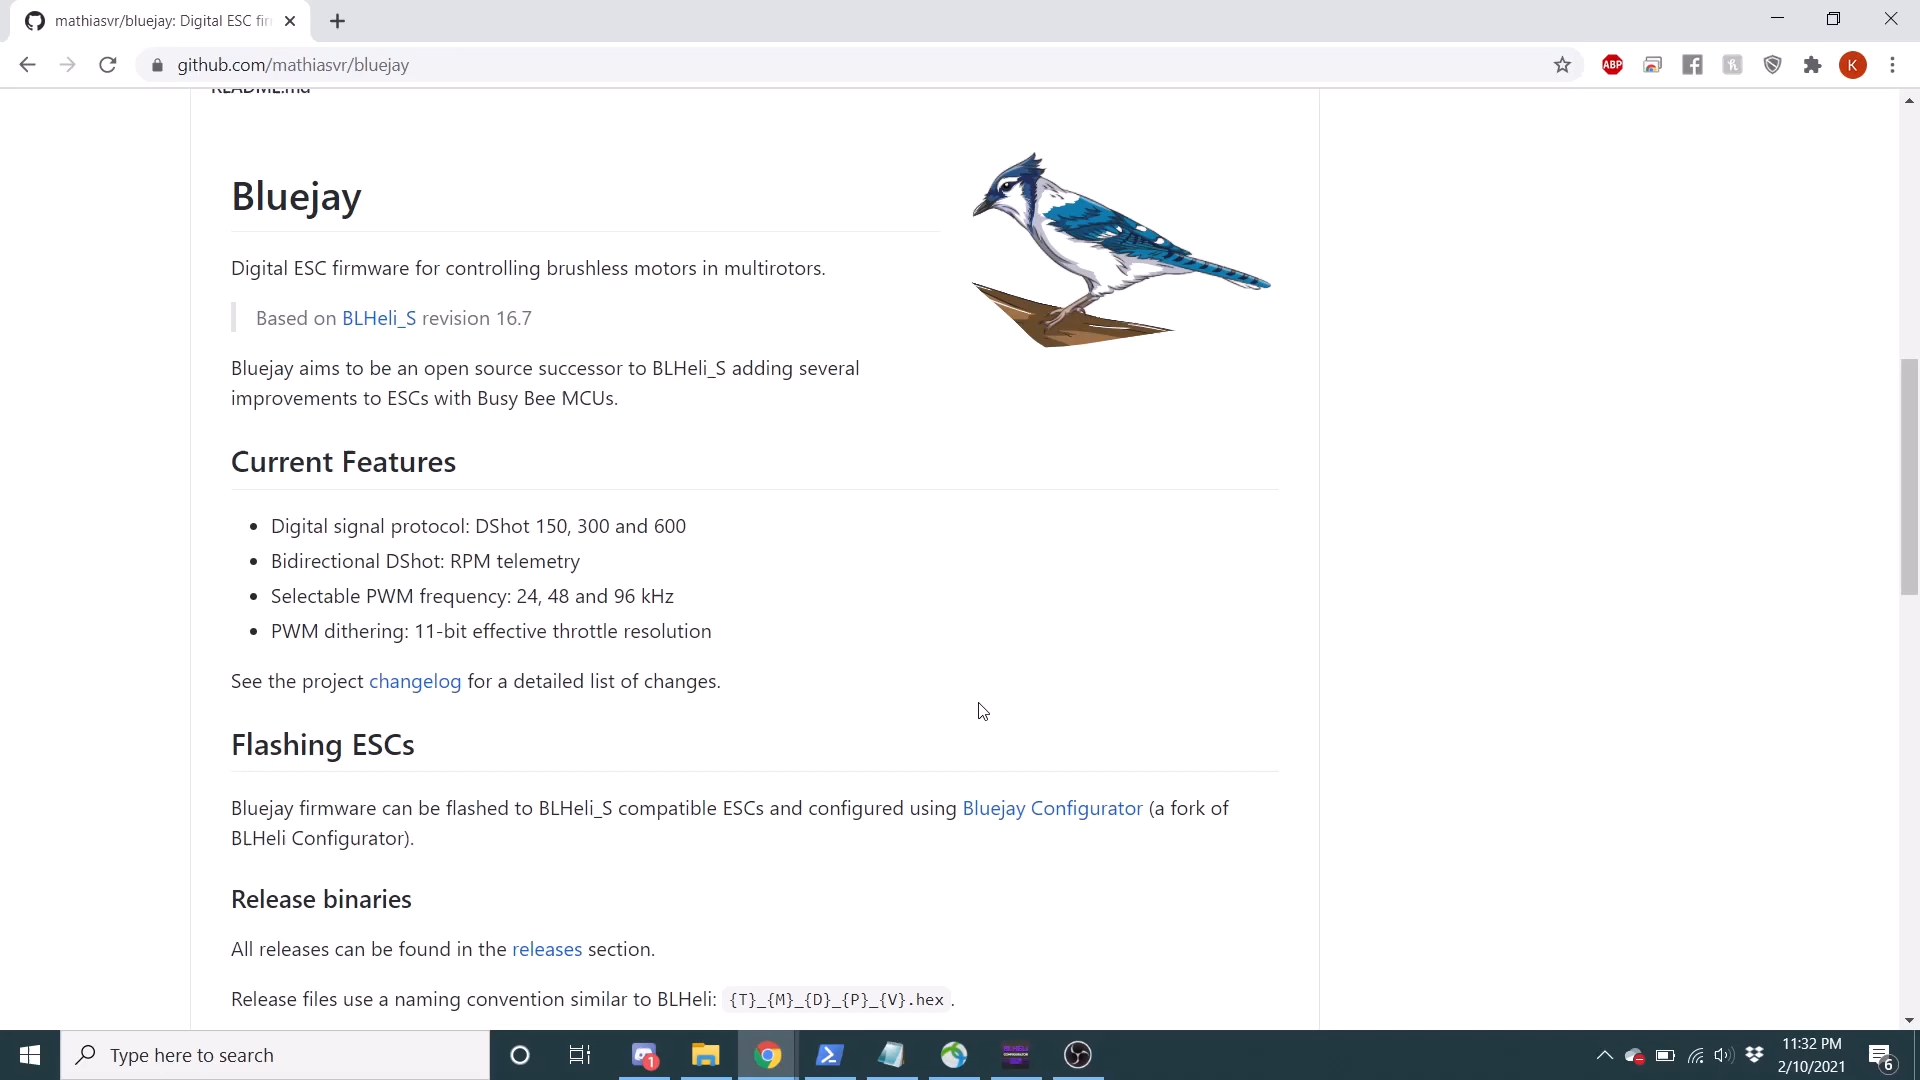 mathiasvr/bluejay: Digital ESC fir
github.com/mathiasvr/bluejay
ABP
K
README.md
Bluejay
Digital ESC firmware for controlling brushless motors in multirotors.
Based on BLHeli_S revision 16.7
Bluejay aims to be an open source successor to BLHeli_S adding several
improvements to ESCs with Busy Bee MCUs.
Current Features
Digital signal protocol: DShot 150, 300 and 600
Bidirectional DShot: RPM telemetry
Selectable PWM frequency: 24, 48 and 96 kHz
PWM dithering: 11-bit effective throttle resolution
See the project changelog for a detailed list of changes.
Flashing ESCs
Bluejay firmware can be flashed to BLHeli_S compatible ESCs and configured using Bluejay Configurator (a fork of
BLHeli Configurator).
Release binaries
All releases can be found in the releases section.
Release files use a naming convention similar to BLHeli: {T}_{M}_{D}_{P}_{V}.hex.
Type here to search
1
11:32 PM
2/10/2021
6